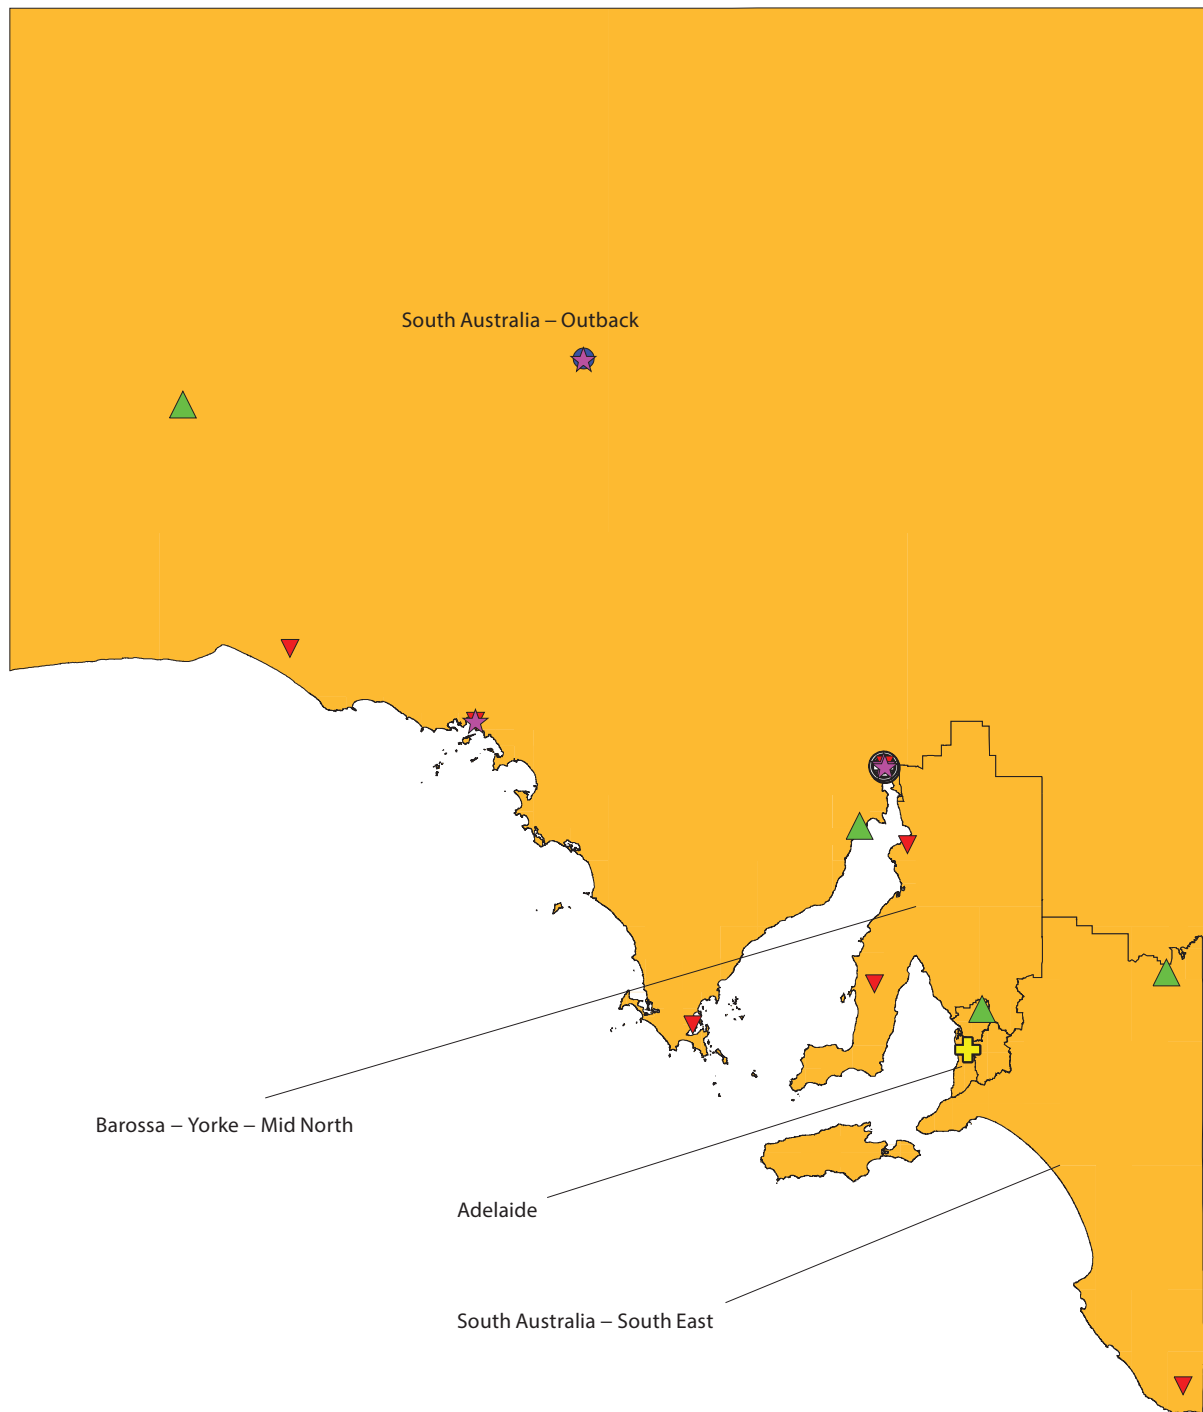 South Australia – Outback
Barossa – Yorke – Mid North
Adelaide
South Australia – South East